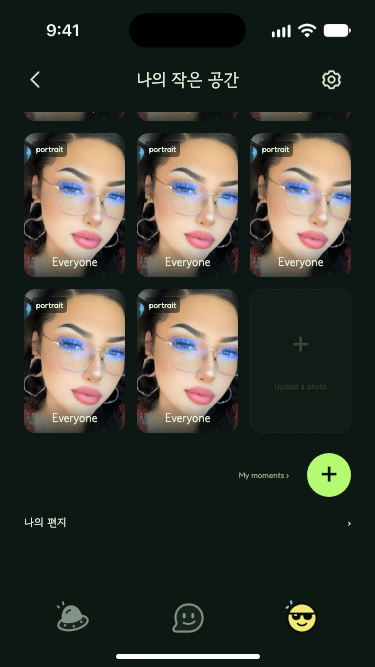 9:41
나의 작은 공간
portrait portrait portrait
Everyone Everyone Everyone
portrait portrait
Everyone Everyone
+
Upload a photo
My moments ›
+
나의 편지 ›